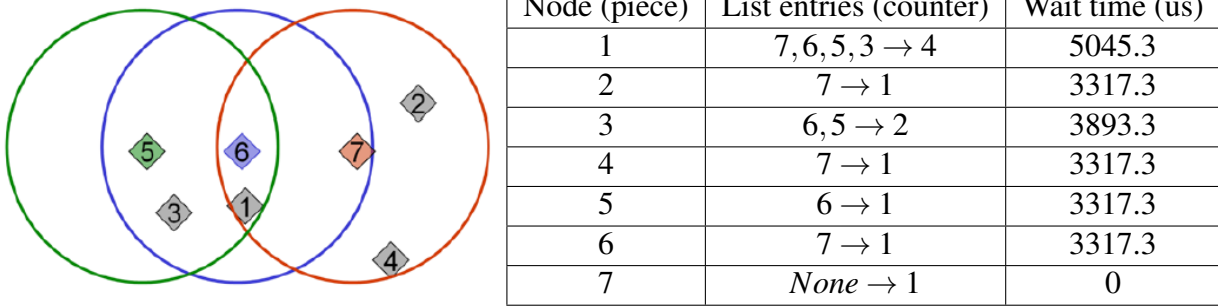 Node (piece) List entries (counter) Wait time (us)
1 7,6,5,3 → 4 5045.3
2 7 → 1 3317.3
3 6,5 → 2 3893.3
4 7 → 1 3317.3
5 6 → 1 3317.3
6 7 → 1 3317.3
7 None → 1 0
2
5 6 7
3 1
4